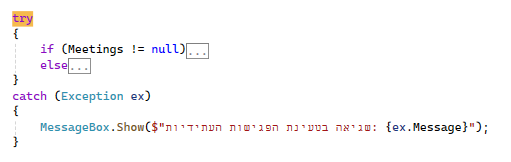 try
{
if (Meetings != null)...
else...
}
catch (Exception ex)
{
MessageBox.Show($"שגיאה בטעינת הפגישות העתידיות: {ex.Message}");
}